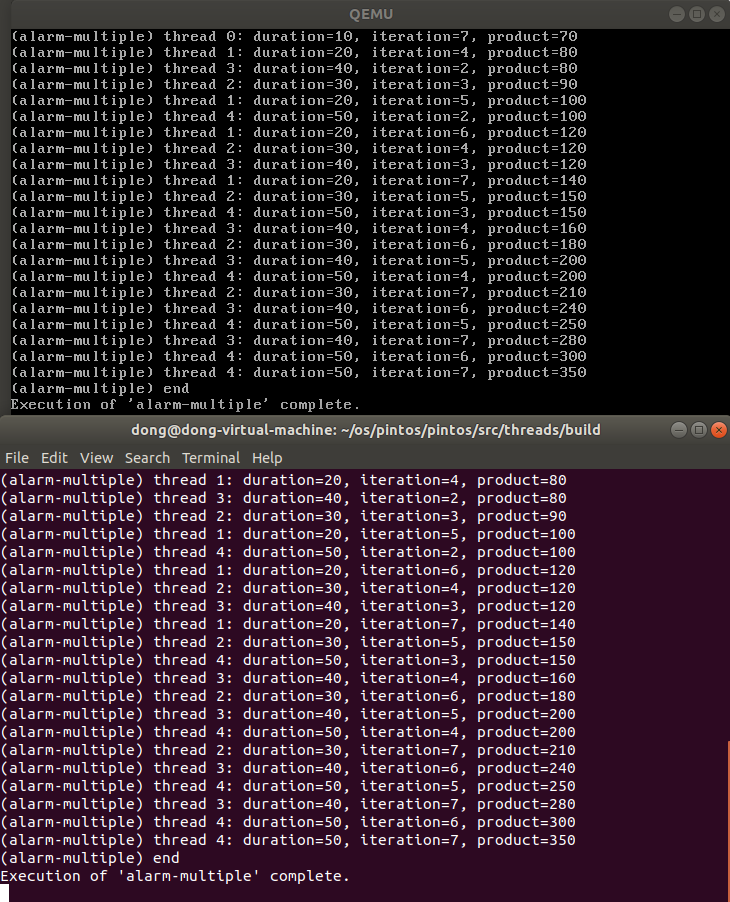 QEMU
(alarm-multiple) thread 0: duration=10, iteration=7, product=70
(alarm-multiple) thread 1: duration=20, iteration=4, product=80
(alarm-multiple) thread 3: duration=40, iteration=2, product=80
(alarm-multiple) thread 2: duration=30, iteration=3, product=90
(alarm-multiple) thread 1: duration=20, iteration=5, product=100
(alarm-multiple) thread 4: duration=50, iteration=2, product=100
(alarm-multiple) thread 1: duration=20, iteration=6, product=120
(alarm-multiple) thread 2: duration=30, iteration=4, product=120
(alarm-multiple) thread 3: duration=40, iteration=3, product=120
(alarm-multiple) thread 1: duration=20, iteration=7, product=140
(alarm-multiple) thread 2: duration=30, iteration=5, product=150
(alarm-multiple) thread 4: duration=50, iteration=3, product=150
(alarm-multiple) thread 3: duration=40, iteration=4, product=160
(alarm-multiple) thread 2: duration=30, iteration=6, product=180
(alarm-multiple) thread 3: duration=40, iteration=5, product=200
(alarm-multiple) thread 4: duration=50, iteration=4, product=200
(alarm-multiple) thread 2: duration=30, iteration=7, product=210
(alarm-multiple) thread 3: duration=40, iteration=6, product=240
(alarm-multiple) thread 4: duration=50, iteration=5, product=250
(alarm-multiple) thread 3: duration=40, iteration=7, product=280
(alarm-multiple) thread 4: duration=50, iteration=6, product=300
(alarm-multiple) thread 4: duration=50, iteration=7, product=350
(alarm-multiple) end
Execution of 'alarm-multiple' complete.
dong@dong-virtual-machine: ~/os/pintos/pintos/src/threads/build
File Edit View Search Terminal Help
(alarm-multiple) thread 1: duration=20, iteration=4, product=80
(alarm-multiple) thread 3: duration=40, iteration=2, product=80
(alarm-multiple) thread 2: duration=30, iteration=3, product=90
(alarm-multiple) thread 1: duration=20, iteration=5, product=100
(alarm-multiple) thread 4: duration=50, iteration=2, product=100
(alarm-multiple) thread 1: duration=20, iteration=6, product=120
(alarm-multiple) thread 2: duration=30, iteration=4, product=120
(alarm-multiple) thread 3: duration=40, iteration=3, product=120
(alarm-multiple) thread 1: duration=20, iteration=7, product=140
(alarm-multiple) thread 2: duration=30, iteration=5, product=150
(alarm-multiple) thread 4: duration=50, iteration=3, product=150
(alarm-multiple) thread 3: duration=40, iteration=4, product=160
(alarm-multiple) thread 2: duration=30, iteration=6, product=180
(alarm-multiple) thread 3: duration=40, iteration=5, product=200
(alarm-multiple) thread 4: duration=50, iteration=4, product=200
(alarm-multiple) thread 2: duration=30, iteration=7, product=210
(alarm-multiple) thread 3: duration=40, iteration=6, product=240
(alarm-multiple) thread 4: duration=50, iteration=5, product=250
(alarm-multiple) thread 3: duration=40, iteration=7, product=280
(alarm-multiple) thread 4: duration=50, iteration=6, product=300
(alarm-multiple) thread 4: duration=50, iteration=7, product=350
(alarm-multiple) end
Execution of 'alarm-multiple' complete.